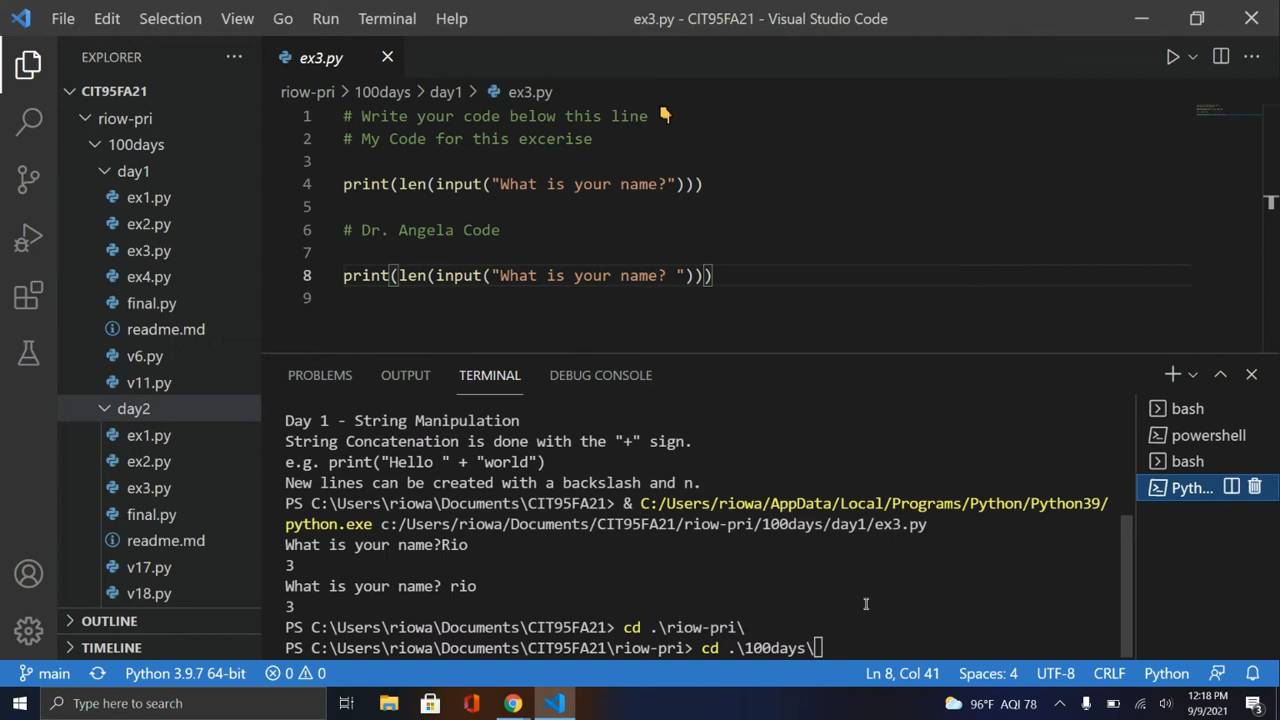 File Edit Selection View Go Run Terminal Help ex3.py - CIT95FA21 - Visual Studio Code
EXPLORER
CIT95FA21
riow-pri
100days
day1
ex1.py
ex2.py
ex3.py
ex4.py
final.py
readme.md
v6.py
v11.py
day2
ex1.py
ex2.py
ex3.py
final.py
readme.md
v17.py
v18.py
OUTLINE
TIMELINE
ex3.py
riow-pri > 100days > day1 > ex3.py
1 # Write your code below this line 👇
2 # My Code for this excerise
3
4 print(len(input("What is your name?")))
5
6 # Dr. Angela Code
7
8 print(len(input("What is your name? ")))
9
PROBLEMS OUTPUT TERMINAL DEBUG CONSOLE
Day 1 - String Manipulation
String Concatenation is done with the "+" sign.
e.g. print("Hello " + "world")
New lines can be created with a backslash and n.
PS C:\Users\riowa\Documents\CIT95FA21> & C:/Users/riowa/AppData/Local/Programs/Python/Python39/
python.exe c:/Users/riowa/Documents/CIT95FA21/riow-pri/100days/day1/ex3.py
What is your name?Rio
3
What is your name? rio
3
PS C:\Users\riowa\Documents\CIT95FA21> cd .\riow-pri\
PS C:\Users\riowa\Documents\CIT95FA21\riow-pri> cd .\100days\
bash
powershell
bash
Pyth...
main Python 3.9.7 64-bit 0 0 Ln 8, Col 41 Spaces: 4 UTF-8 CRLF Python
Type here to search 96°F AQI 78 12:18 PM
9/9/2021 3